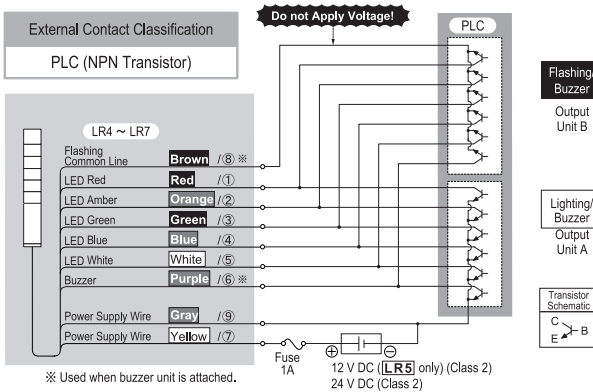 External Contact Classification
PLC (NPN Transistor)
Do not Apply Voltage!
PLC
LR4 ~ LR7
Flashing
Common Line
Brown /⑧ ※
LED Red Red /①
LED Amber Orange /②
LED Green Green /③
LED Blue Blue /④
LED White White /⑤
Buzzer Purple /⑥ ※
Power Supply Wire Gray /⑨
Power Supply Wire Yellow /⑦
※ Used when buzzer unit is attached.
Fuse
1A
⊕ ⊖
12 V DC (LR5 only) (Class 2)
24 V DC (Class 2)
Flashing/
Buzzer
Output
Unit B
Lighting/
Buzzer
Output
Unit A
Transistor
Schematic
C
B
E